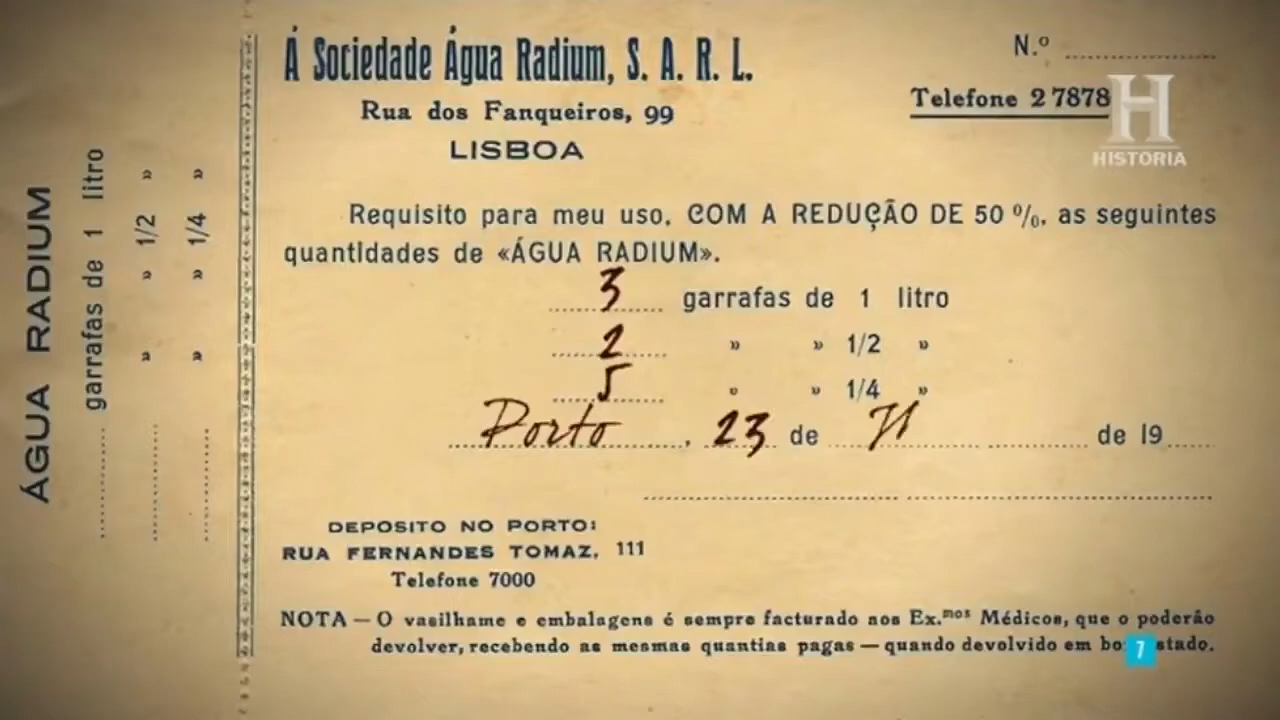 Á Sociedade Água Radium, S. A. R. L.
Rua dos Fanqueiros, 99
LISBOA
N.º
Telefone 2 7878
H
HISTORIA
Requisito para meu uso, COM A REDUÇÃO DE 50 %, as seguintes
quantidades de «ÁGUA RADIUM».
3 garrafas de 1 litro
2 » » 1/2 »
5 » » 1/4 »
Porto, 23 de de 19
DEPOSITO NO PORTO:
RUA FERNANDES TOMAZ, 111
Telefone 7000
NOTA — O vasilhame e embalagens é sempre facturado aos Ex.mos Médicos, que o poderão
devolver, recebendo as mesmas quantias pagas — quando devolvido em
7
ÁGUA RADIUM
garrafas de 1 litro
» » 1/2 »
» » 1/4 »